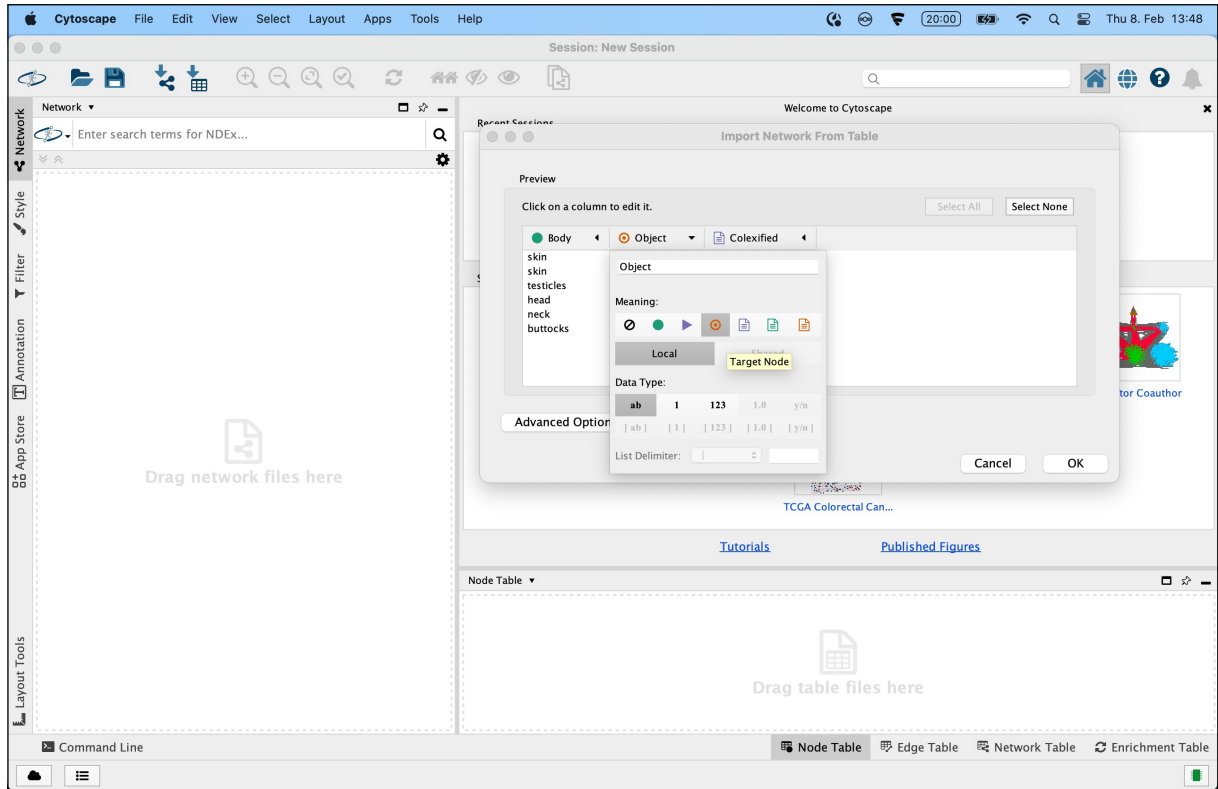 Cytoscape File Edit View Select Layout Apps Tools Help 20:00 Thu 8. Feb 13:48
Session: New Session
Network
Enter search terms for NDEx...
Network
Style
Filter
Annotation
App Store
Layout Tools
Drag network files here
Welcome to Cytoscape
Recent Sessions
Import Network From Table
Preview
Click on a column to edit it. Select All Select None
Body Object Colexified
skin
skin
testicles
head
neck
buttocks
Object
Meaning:
Local Shared
Target Node
Data Type:
ab 1 123 1.0 y/n
[ ab ] [ 1 ] [ 123 ] [ 1.0 ] [ y/n ]
List Delimiter: |
Advanced Option
Cancel OK
tor Coauthor
TCGA Colorectal Can...
Tutorials Published Figures
Node Table
Drag table files here
Command Line
Node Table Edge Table Network Table Enrichment Table